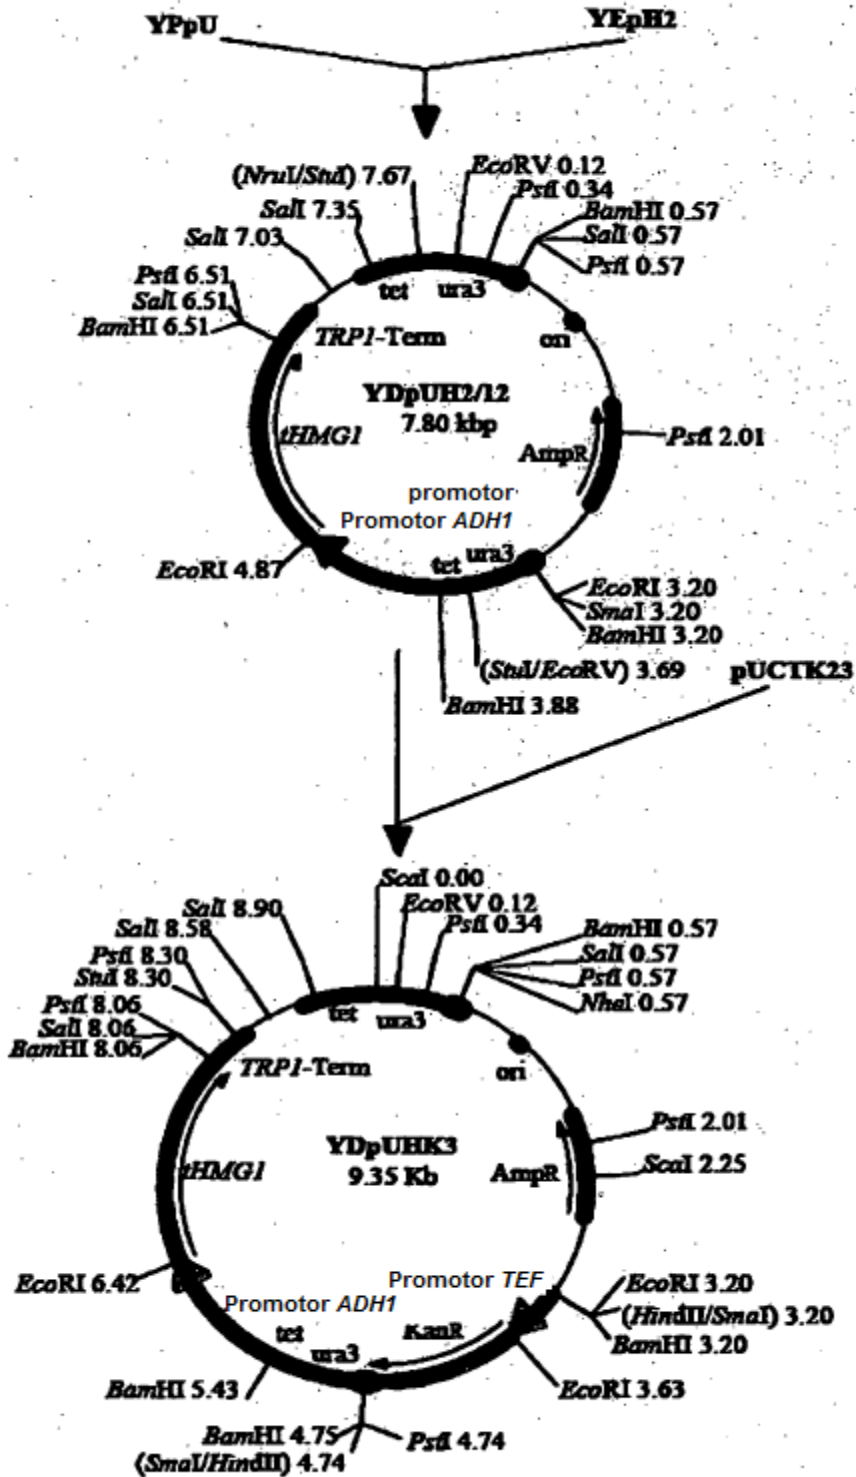 YPpU
YEpH2
EcoRV 0.12
(NruI/StuI) 7.67
PstI 0.34
SalI 7.35
BamHI 0.57
SalI 7.03
SalI 0.57
PstI 6.51
PstI 0.57
SalI 6.51
tet
ura3
BamHI 6.51
TRP1-Term
ori
YDpUH2/12
7.80 kbp
tHMG1
PstI 2.01
AmpR
promotor
Promotor ADH1
EcoRI 4.87
tet
ura3
EcoRI 3.20
SmaI 3.20
BamHI 3.20
(StuI/EcoRV) 3.69
pUCTK23
BamHI 3.88
ScaI 0.00
SalI 8.90
EcoRV 0.12
SalI 8.58
PstI 0.34
BamHI 0.57
PstI 8.30
SalI 0.57
StuI 8.30
PstI 0.57
PstI 8.06
NheI 0.57
SalI 8.06
tet
ura3
BamHI 8.06
TRP1-Term
ori
PstI 2.01
YDpUHK3
9.35 Kb
tHMG1
AmpR
ScaI 2.25
EcoRI 6.42
Promotor TEF
EcoRI 3.20
Promotor ADH1
(HindII/SmaI) 3.20
tet
KanR
BamHI 3.20
ura3
BamHI 5.43
EcoRI 3.63
BamHI 4.75
PstI 4.74
(SmaI/HindII) 4.74